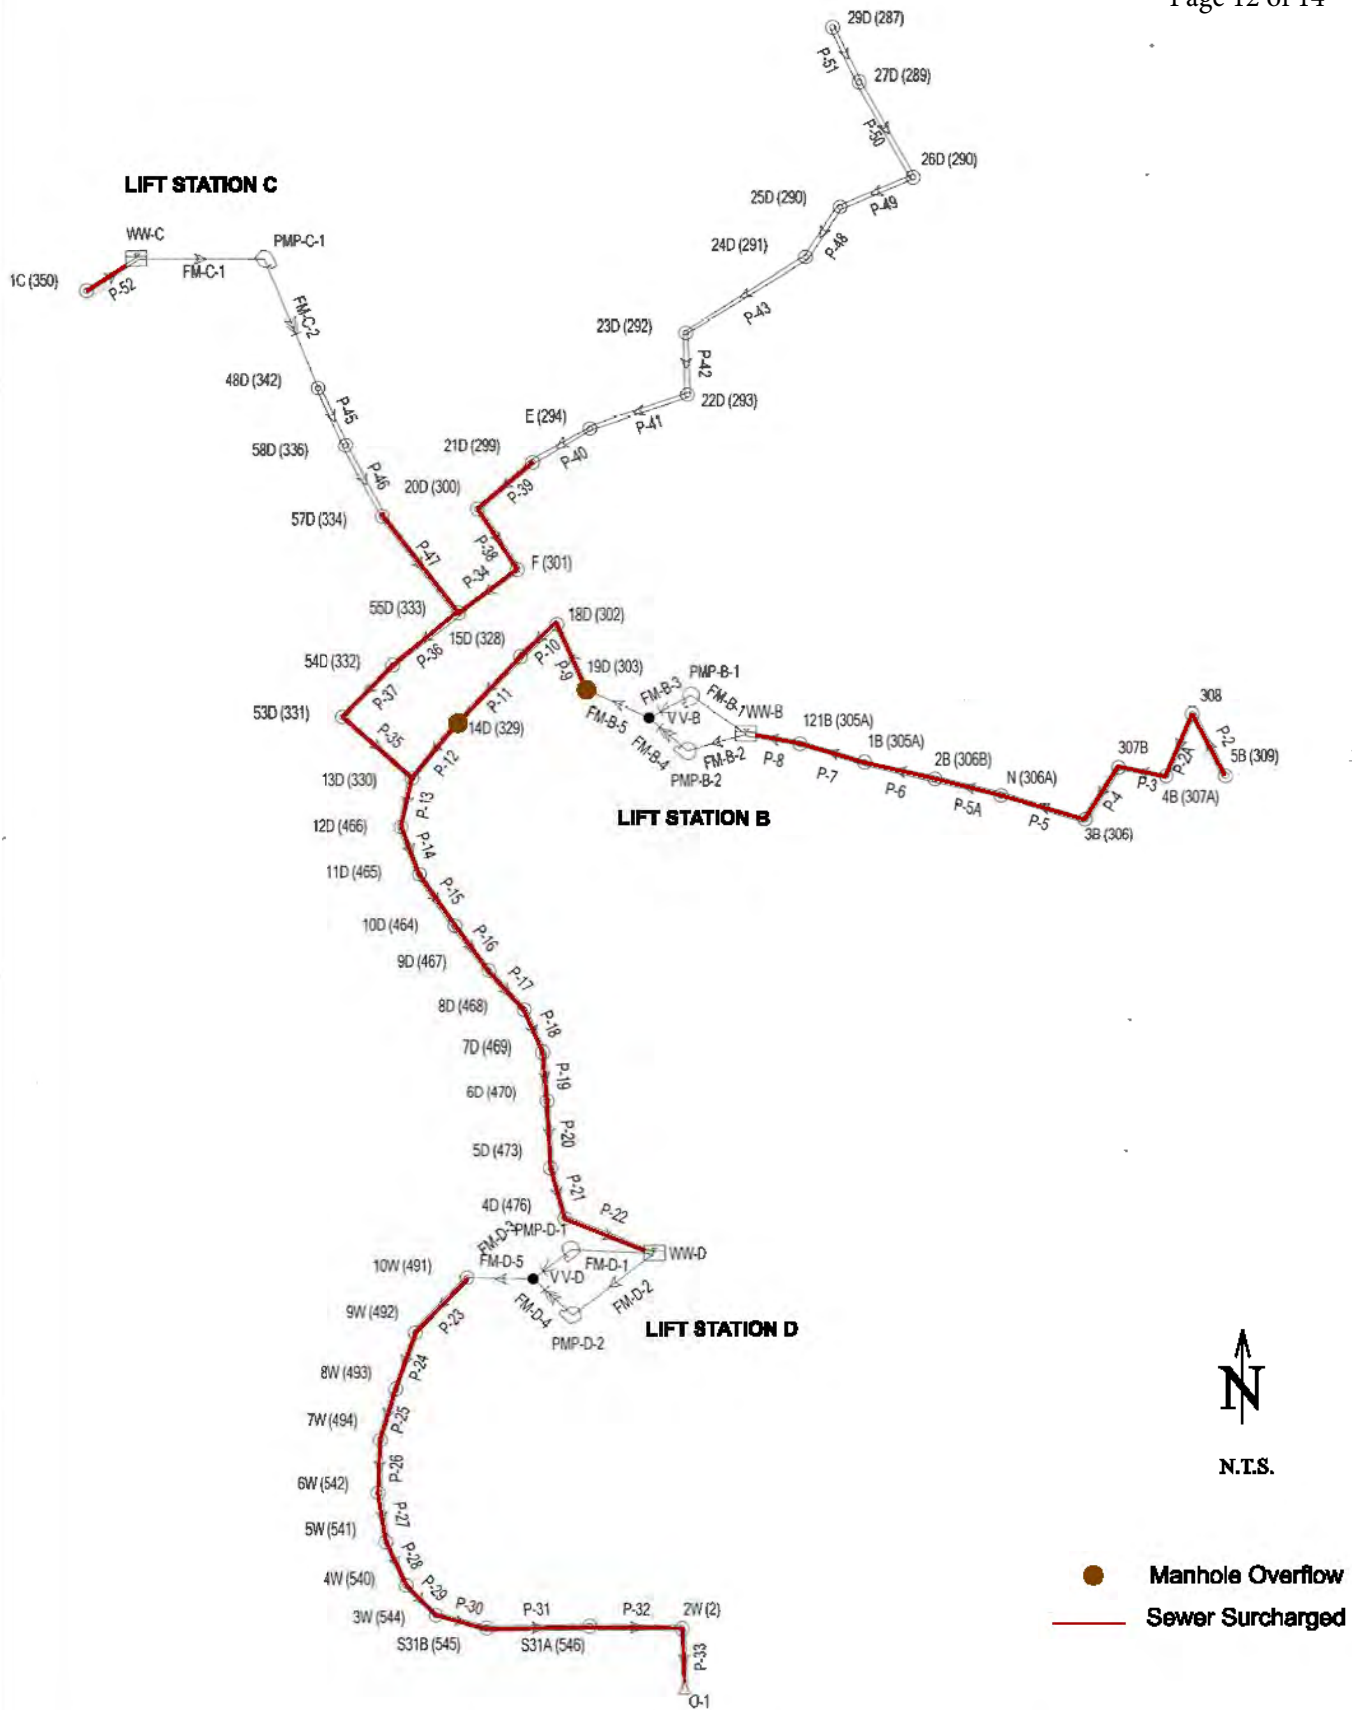 Page 12 of 14
29D (287)
P-51
27D (289)
P-50
26D (290)
P-49
25D (290)
P-48
24D (291)
P-43
23D (292)
P-42
22D (293)
P-41
E (294)
P-40
21D (299)
P-39
20D (300)
P-38
F (301)
P-34
LIFT STATION C
WW-C
PMP-C-1
FM-C-1
1C (350)
P-52
FM-C-2
48D (342)
P-45
58D (336)
P-46
57D (334)
P-47
55D (333)
P-36
54D (332)
P-37
53D (331)
P-35
18D (302)
15D (328)
P-10
P-9
19D (303)
P-11
14D (329)
P-12
13D (330)
PMP-B-1
FM-B-3
FM-B-1
WW-B
VV-B
FM-B-5
FM-B-4
FM-B-2
PMP-B-2
P-8
LIFT STATION B
121B (305A)
P-7
1B (305A)
P-6
2B (306B)
P-5A
N (306A)
P-5
3B (306)
P-4
307B
P-3
4B (307A)
P-2A
308
P-2
5B (309)
P-13
12D (466)
P-14
11D (465)
P-15
10D (464)
P-16
9D (467)
P-17
8D (468)
P-18
7D (469)
P-19
6D (470)
P-20
5D (473)
P-21
4D (476)
P-22
PMP-D-1
FM-D-3
WW-D
FM-D-1
FM-D-5
VV-D
FM-D-2
FM-D-4
PMP-D-2
LIFT STATION D
10W (491)
P-23
9W (492)
P-24
8W (493)
P-25
7W (494)
P-26
6W (542)
P-27
5W (541)
P-28
4W (540)
P-29
3W (544)
P-30
S31B (545)
P-31
S31A (546)
P-32
2W (2)
P-33
O-1
N
N.T.S.
Manhole Overflow
Sewer Surcharged